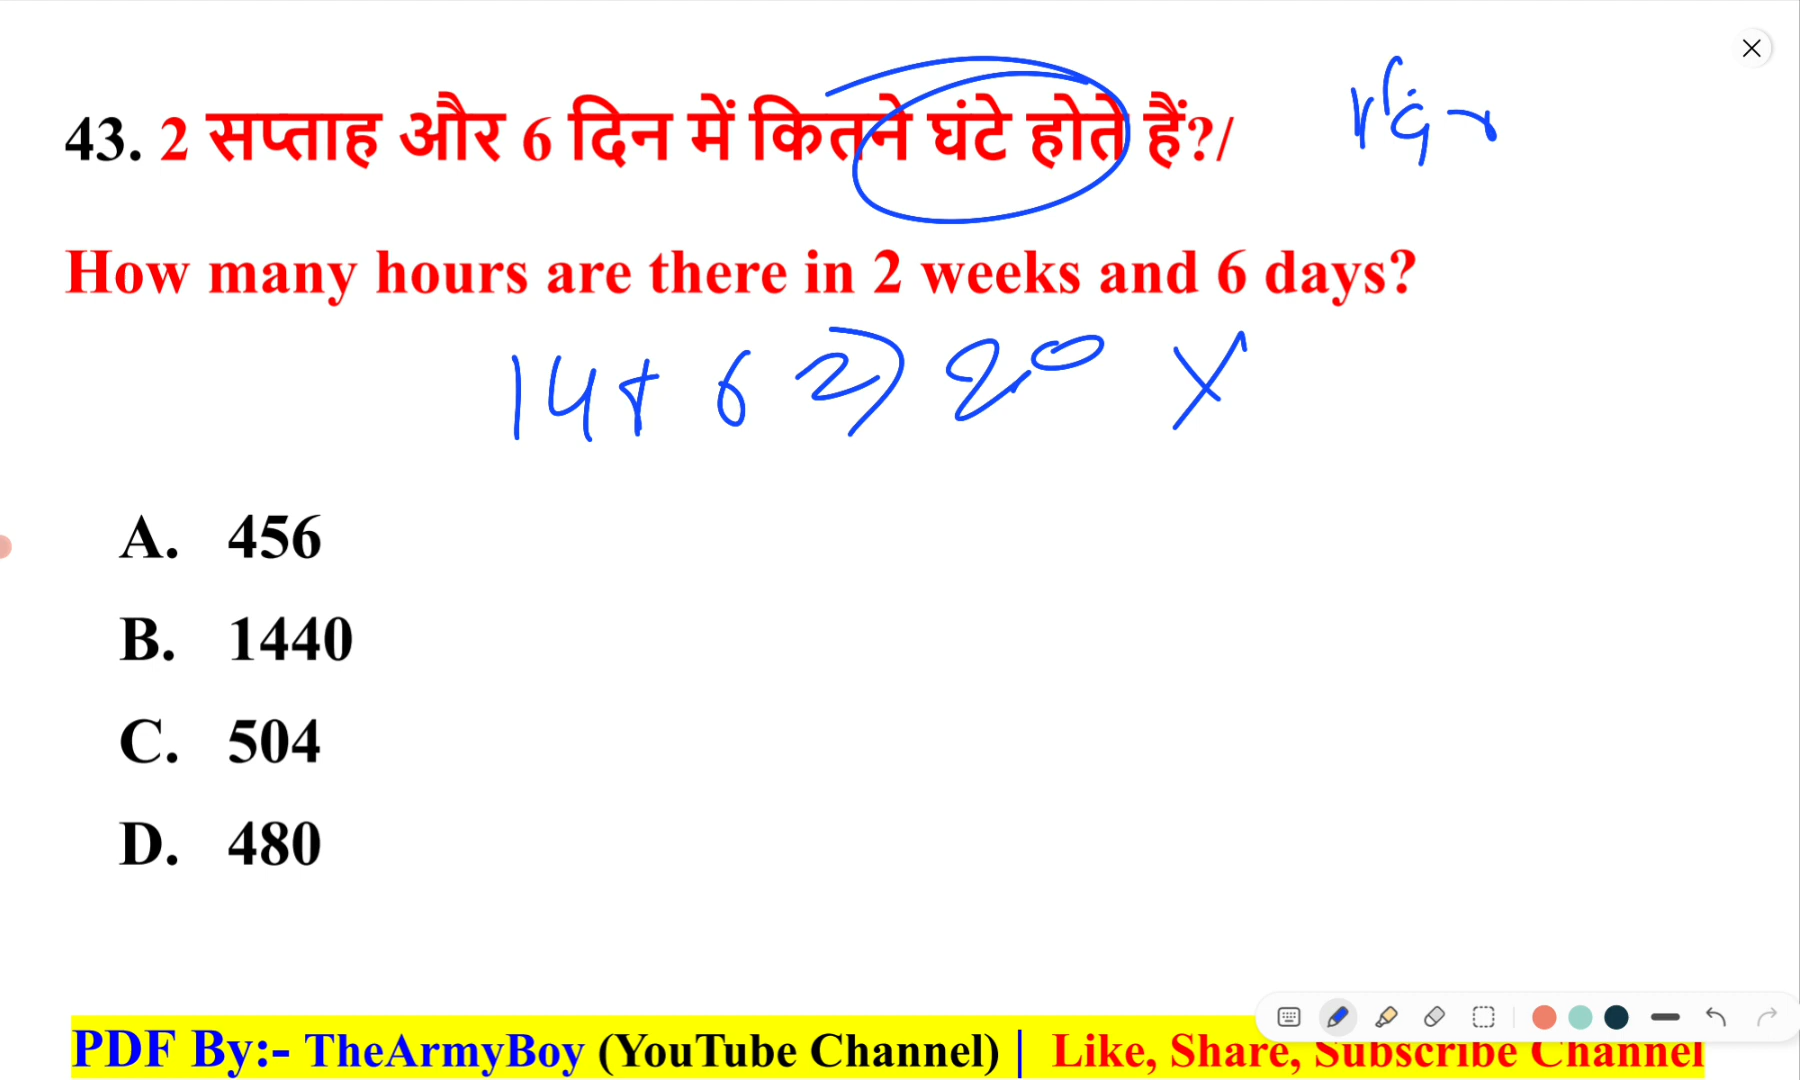 43. 2 सप्ताह और 6 दिन में कितने घंटे होते हैं?/
How many hours are there in 2 weeks and 6 days?
14+ 6 => 20 X
A. 456
B. 1440
C. 504
D. 480
PDF By:- TheArmyBoy (YouTube Channel) | Like, Share, Subscribe Channel